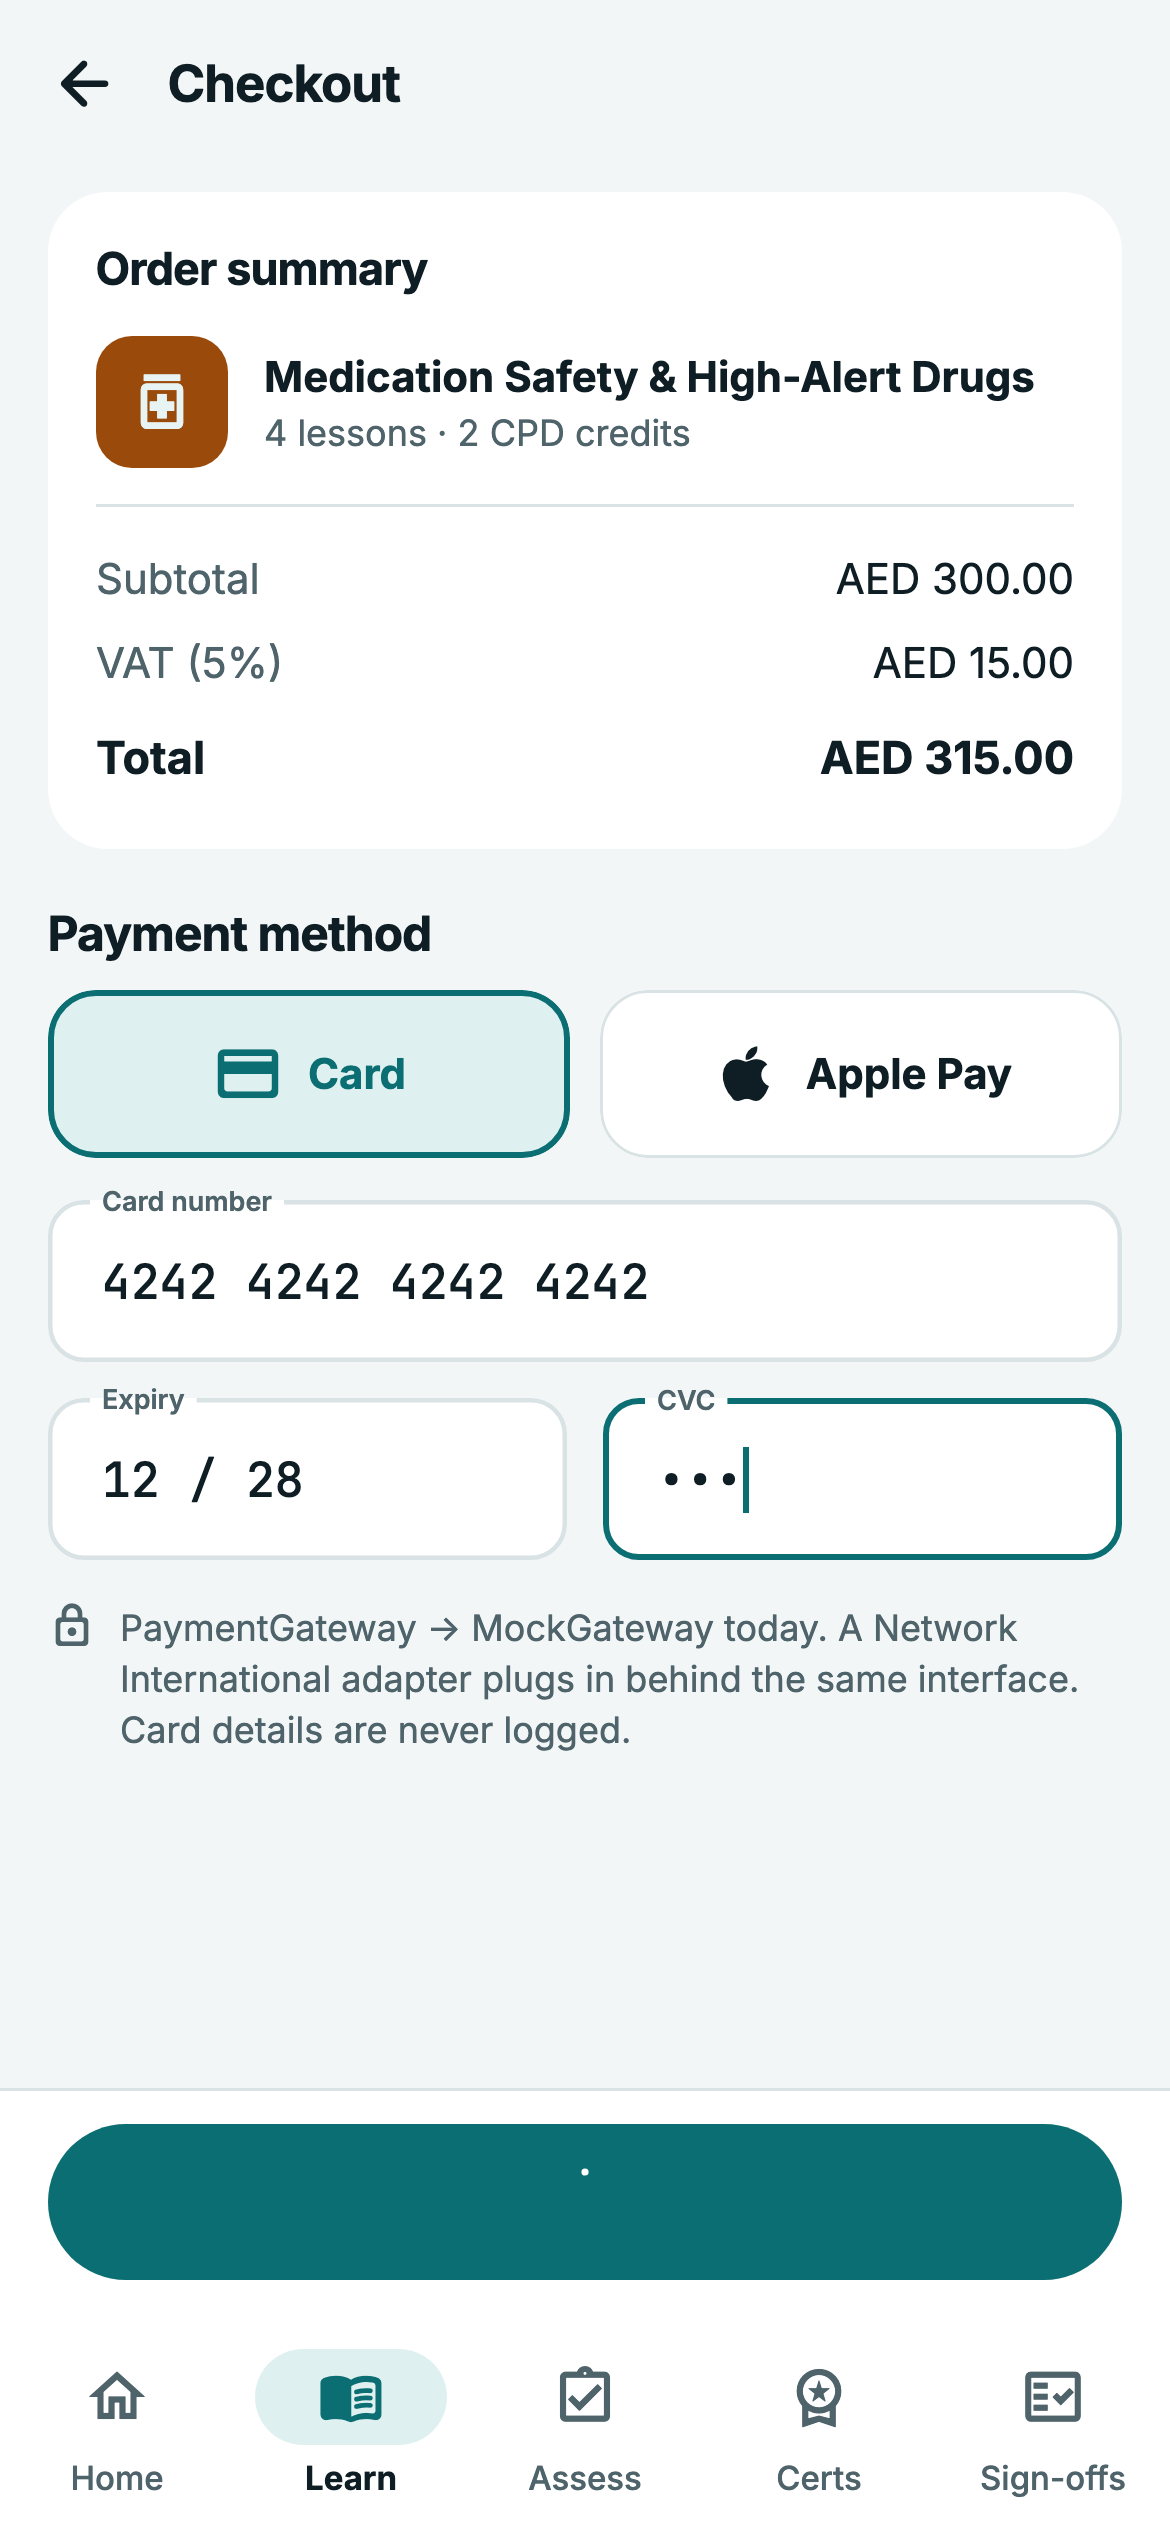 Checkout
Order summary
Medication Safety & High-Alert Drugs
4 lessons · 2 CPD credits
Subtotal AED 300.00
VAT (5%) AED 15.00
Total AED 315.00
Payment method
Card Apple Pay
Card number
4242 4242 4242 4242
Expiry CVC
12 / 28 •••
PaymentGateway → MockGateway today. A Network
International adapter plugs in behind the same interface.
Card details are never logged.
Home Learn Assess Certs Sign-offs